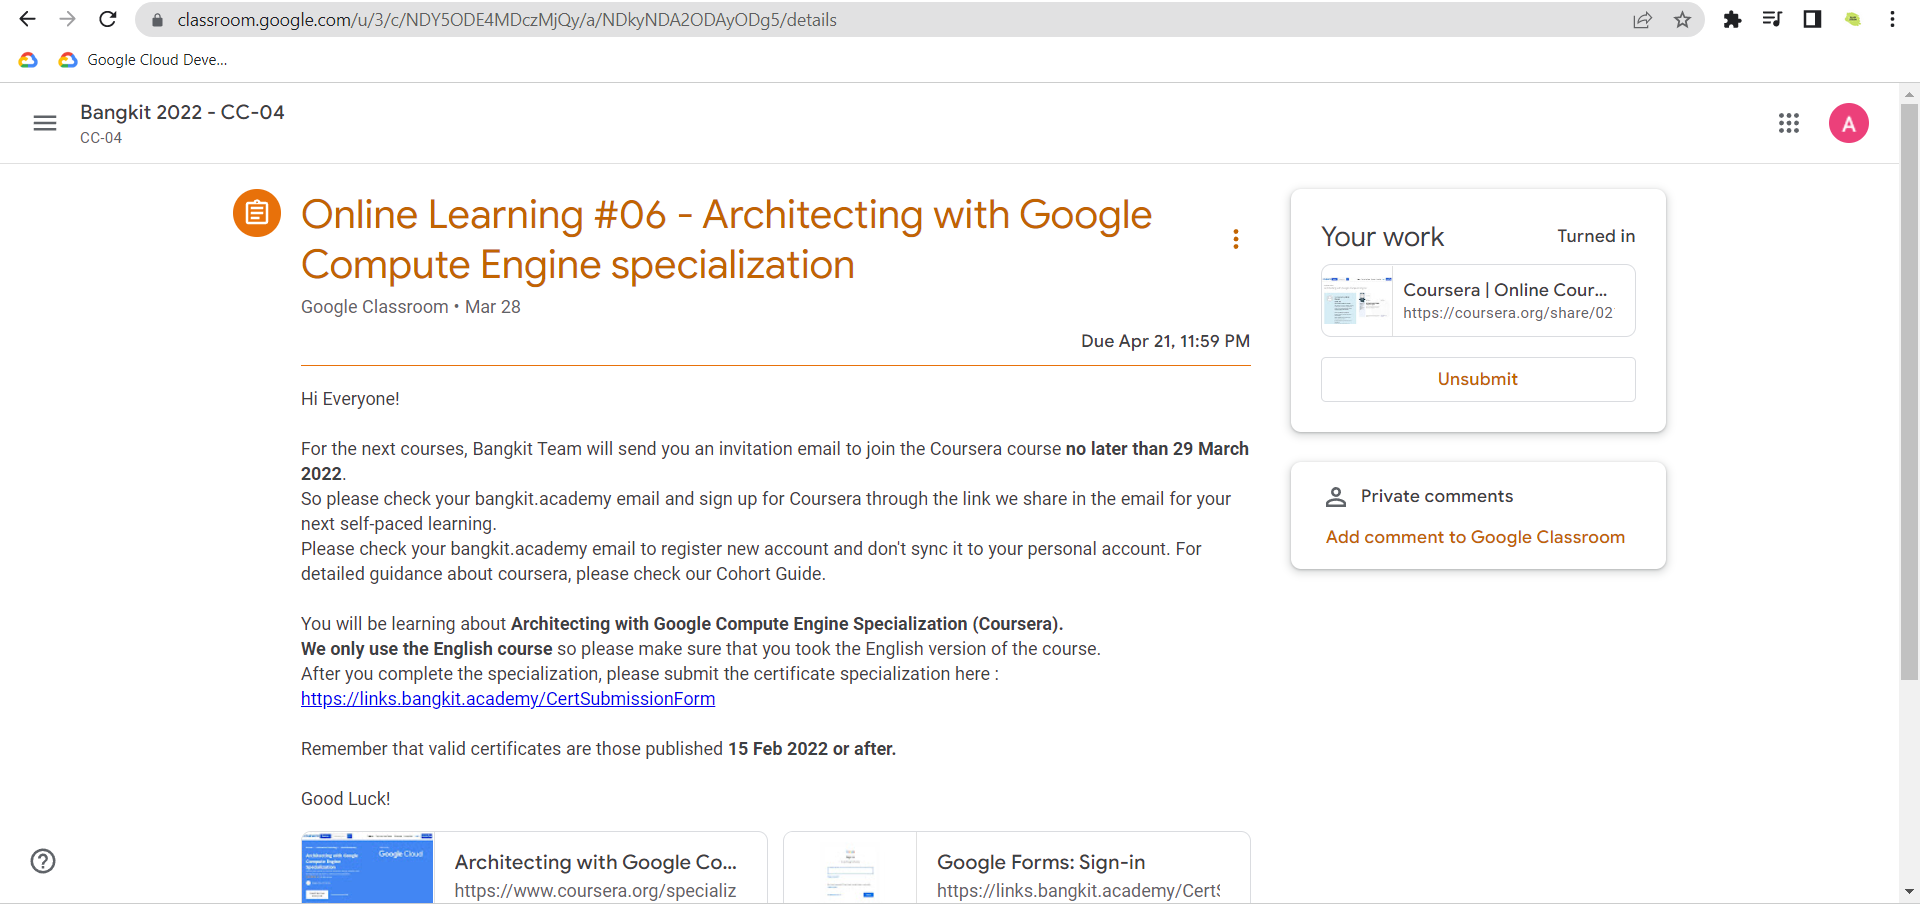 classroom.google.com/u/3/c/NDY5ODE4MDczMjQy/a/NDkyNDA2ODAyODg5/details
Google Cloud Deve...
Bangkit 2022 - CC-04
CC-04
A
Online Learning #06 - Architecting with Google
Compute Engine specialization
Google Classroom • Mar 28
Due Apr 21, 11:59 PM
Hi Everyone!
For the next courses, Bangkit Team will send you an invitation email to join the Coursera course no later than 29 March
2022.
So please check your bangkit.academy email and sign up for Coursera through the link we share in the email for your
next self-paced learning.
Please check your bangkit.academy email to register new account and don't sync it to your personal account. For
detailed guidance about coursera, please check our Cohort Guide.
You will be learning about Architecting with Google Compute Engine Specialization (Coursera).
We only use the English course so please make sure that you took the English version of the course.
After you complete the specialization, please submit the certificate specialization here :
https://links.bangkit.academy/CertSubmissionForm
Remember that valid certificates are those published 15 Feb 2022 or after.
Good Luck!
Architecting with Google
Compute Engine
Specialization
Google Cloud
Architecting with Google Co...
https://www.coursera.org/specializ
Google Forms: Sign-in
https://links.bangkit.academy/Cert
Your work
Turned in
Coursera | Online Cour...
https://coursera.org/share/02
Unsubmit
Private comments
Add comment to Google Classroom